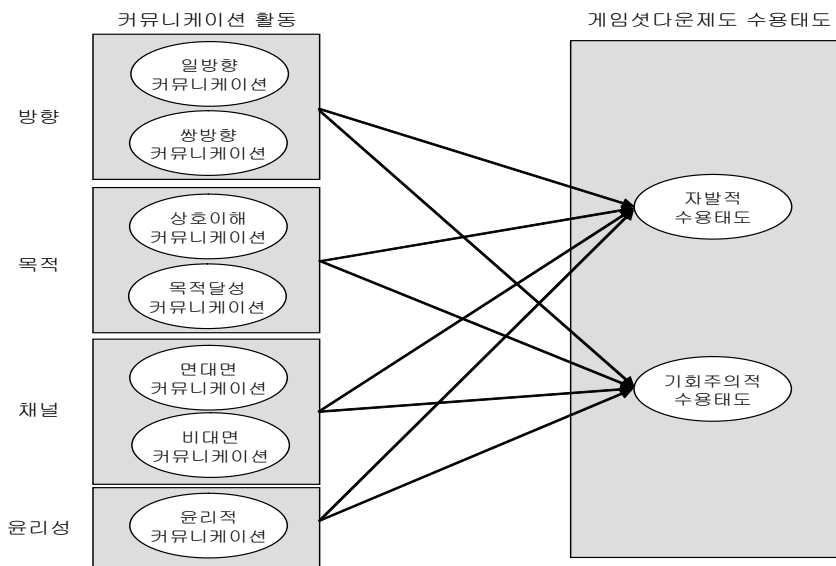 커뮤니케이션 활동
게임셧다운제도 수용태도
방향
일방향
커뮤니케이션
쌍방향
커뮤니케이션
목적
상호이해
커뮤니케이션
목적달성
커뮤니케이션
채널
면대면
커뮤니케이션
비대면
커뮤니케이션
윤리성
윤리적
커뮤니케이션
자발적
수용태도
기회주의적
수용태도